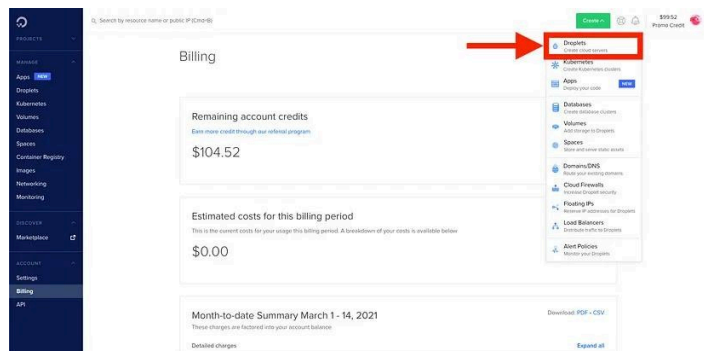 Search by resource name or public IP (Cmd+B)
Create
$99.52
Promo Credit
PROJECTS
MANAGE
Apps NEW
Droplets
Kubernetes
Volumes
Databases
Spaces
Container Registry
Images
Networking
Monitoring
DISCOVER
Marketplace
ACCOUNT
Settings
Billing
API
Billing
Remaining account credits
Earn more credit through our referral program
$104.52
Estimated costs for this billing period
This is the current costs for your usage this billing period. A breakdown of your costs is available below
$0.00
Month-to-date Summary March 1 - 14, 2021
Download: PDF • CSV
These charges are factored into your account balance
Detailed charges
Expand all
Droplets
Create cloud servers
Kubernetes
Create Kubernetes clusters
Apps NEW
Deploy your code
Databases
Create database clusters
Volumes
Add storage to Droplets
Spaces
Store and serve static assets
Domains/DNS
Route your existing domains
Cloud Firewalls
Increase Droplet security
Floating IPs
Reserve IP addresses for Droplets
Load Balancers
Distribute traffic to Droplets
Alert Policies
Monitor your Droplets